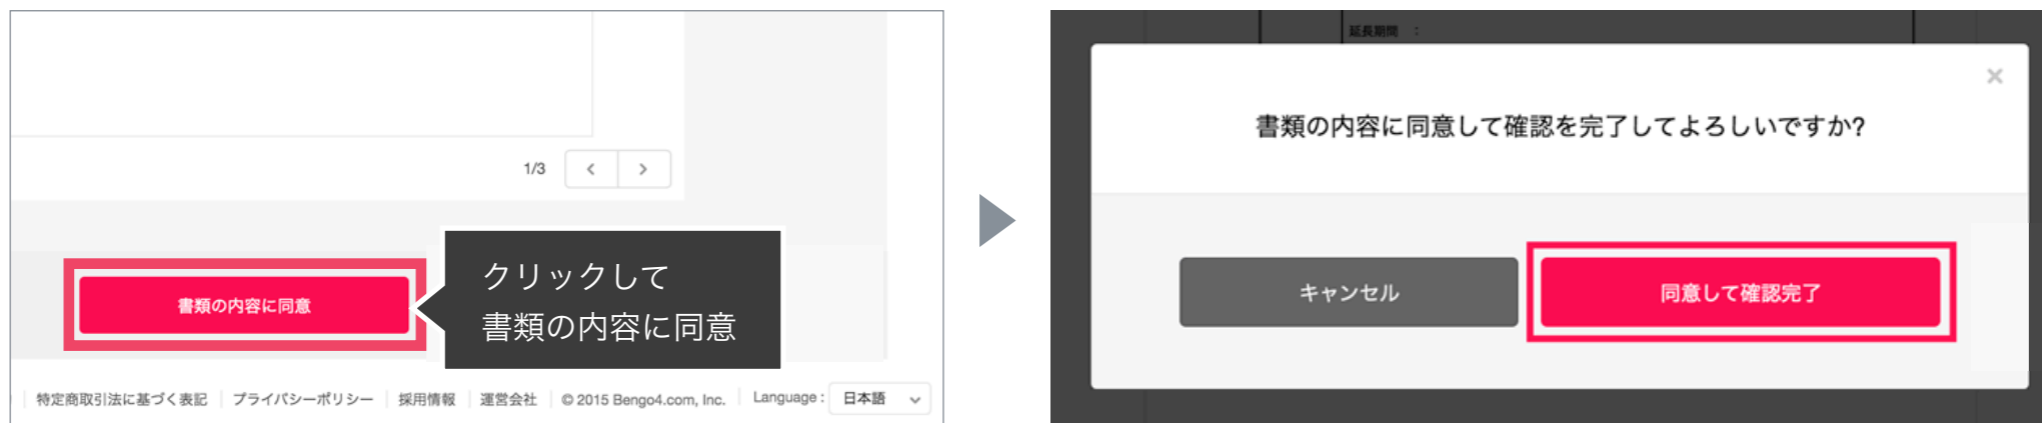 1/3
書類の内容に同意
クリックして
書類の内容に同意
特定商取引法に基づく表記 プライバシーポリシー 採用情報 運営会社 © 2015 Bengo4.com, Inc. Language : 日本語
延長期間 :
書類の内容に同意して確認を完了してよろしいですか?
キャンセル
同意して確認完了